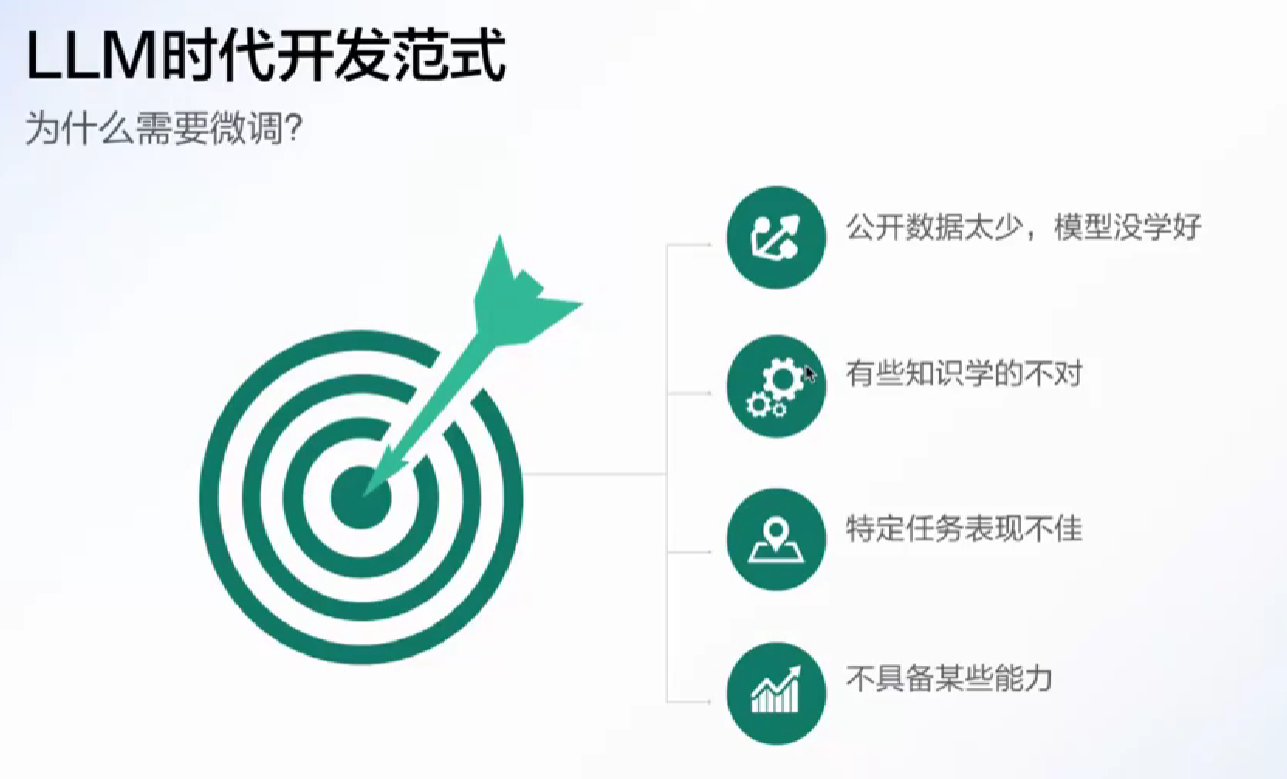 LLM时代开发范式
为什么需要微调?
公开数据太少，模型没学好
有些知识学的不对
特定任务表现不佳
不具备某些能力